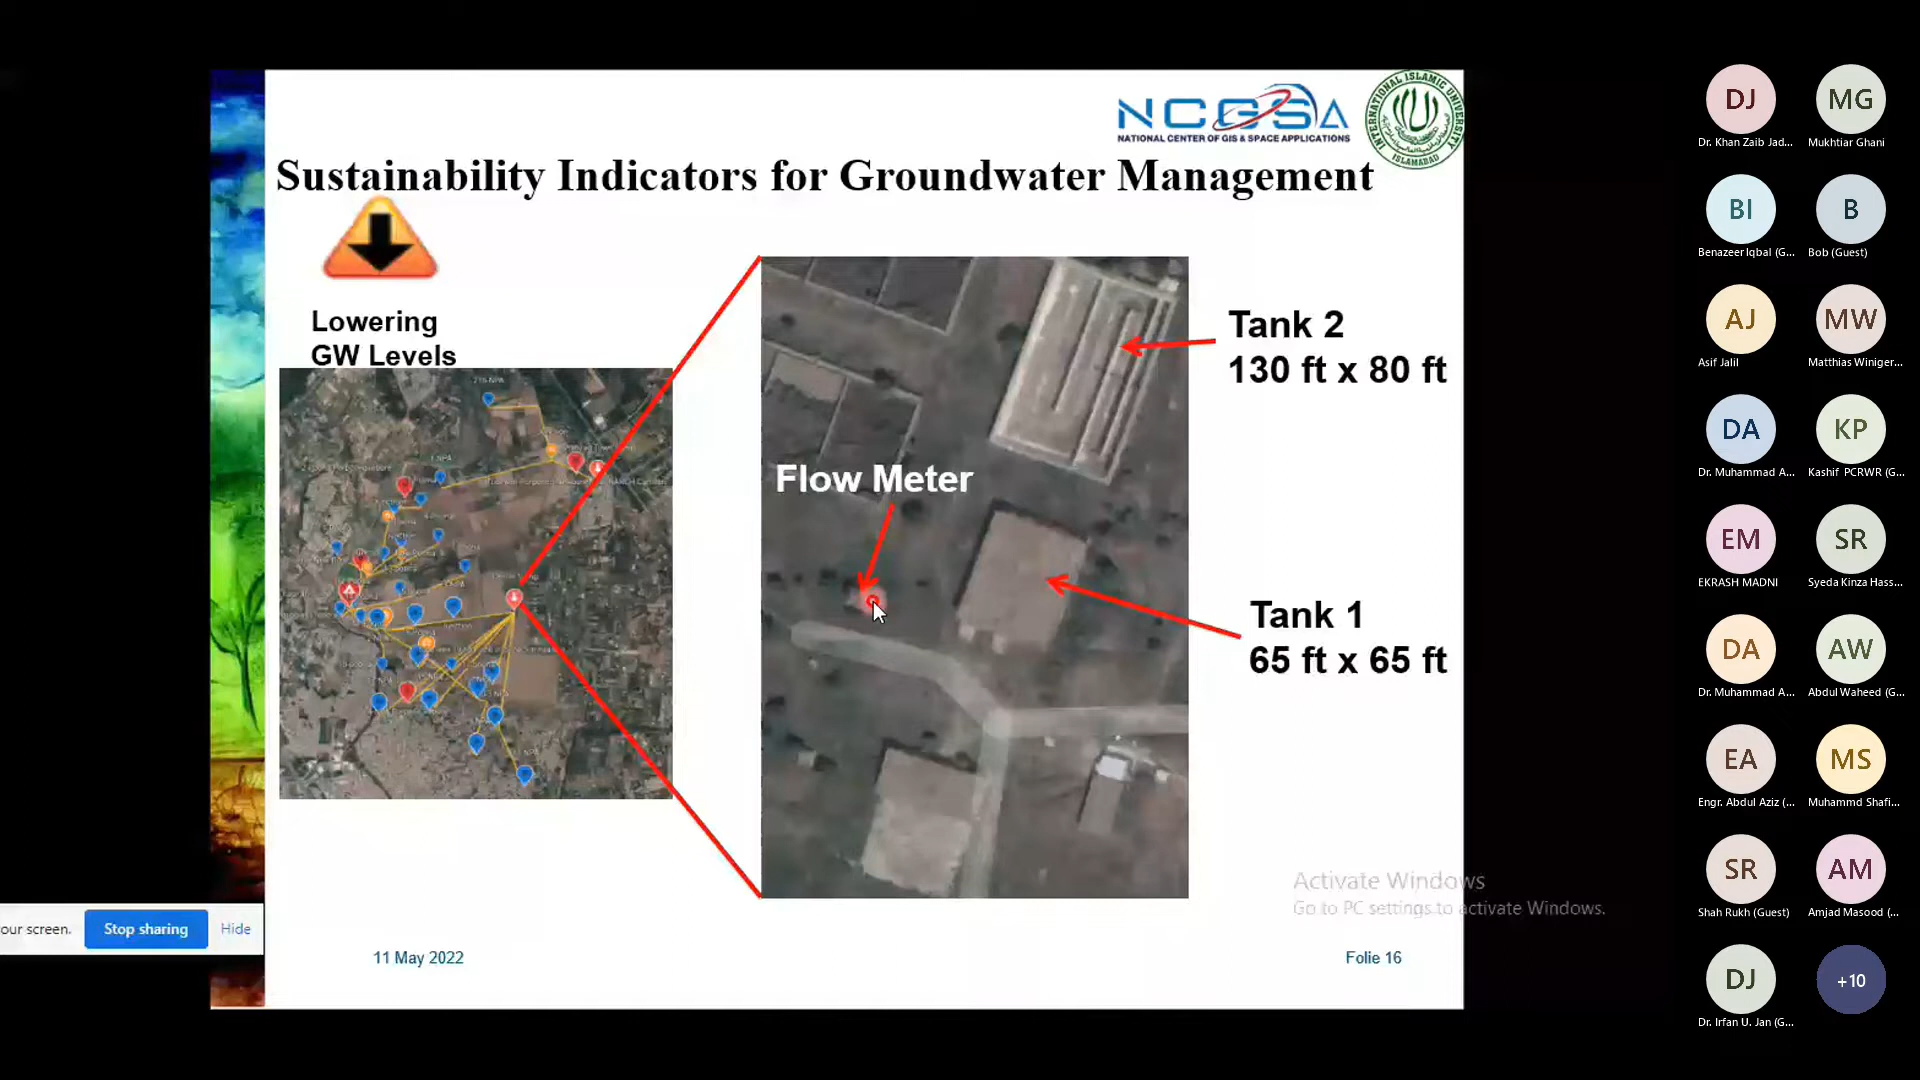 NCGSA
NATIONAL CENTER OF GIS & SPACE APPLICATIONS
INTERNATIONAL ISLAMIC UNIVERSITY
ISLAMABAD
Sustainability Indicators for Groundwater Management
Lowering
GW Levels
Tank 2
130 ft x 80 ft
Flow Meter
Tank 1
65 ft x 65 ft
Activate Windows
Go to PC settings to activate Windows.
our screen.
Stop sharing
Hide
11 May 2022
Folie 16
DJ
Dr. Khan Zaib Jad...
MG
Mukhtiar Ghani
BI
Benazeer Iqbal (G...
B
Bob (Guest)
AJ
Asif Jalil
MW
Matthias Winiger...
DA
Dr. Muhammad A...
KP
Kashif PCRWR (G...
EM
EKRASH MADNI
SR
Syeda Kinza Hass...
DA
Dr. Muhammad A...
AW
Abdul Waheed (G...
EA
Engr. Abdul Aziz (...
MS
Muhammd Shafi...
SR
Shah Rukh (Guest)
AM
Amjad Masood (...
DJ
Dr. Irfan U. Jan (G...
+10